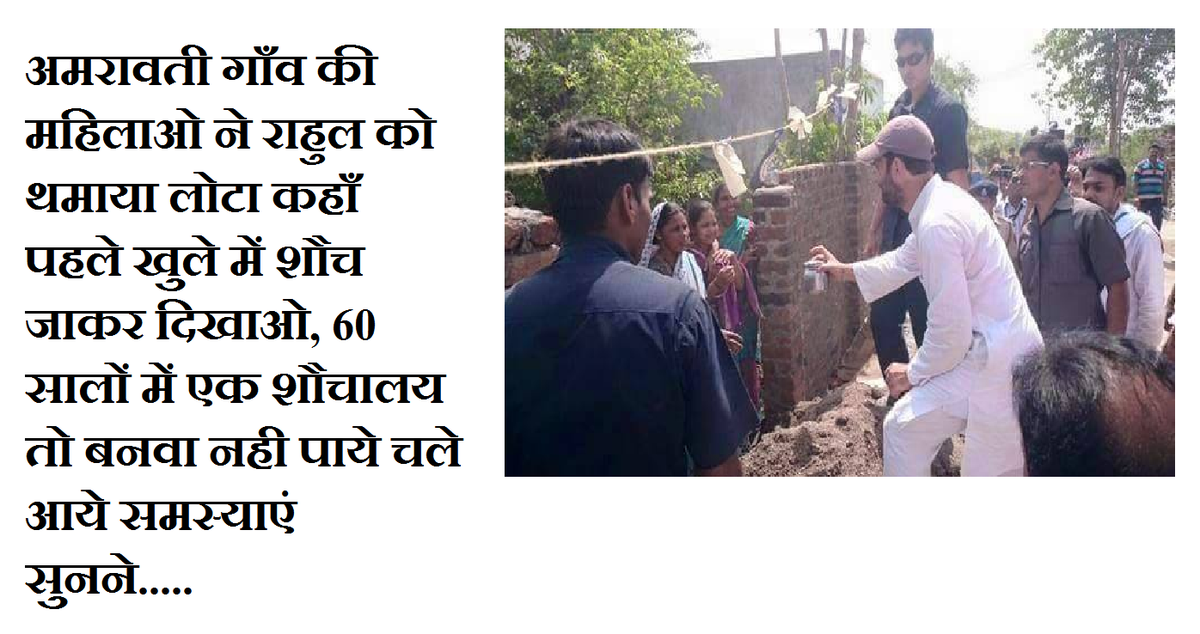 अमरावती गाँव की
महिलाओ ने राहुल को
थमाया लोटा कहाँ
पहले खुले में शौच
जाकर दिखाओ, 60
सालों में एक शौचालय
तो बनवा नही पाये चले
आये समस्याएं
सुनने.....